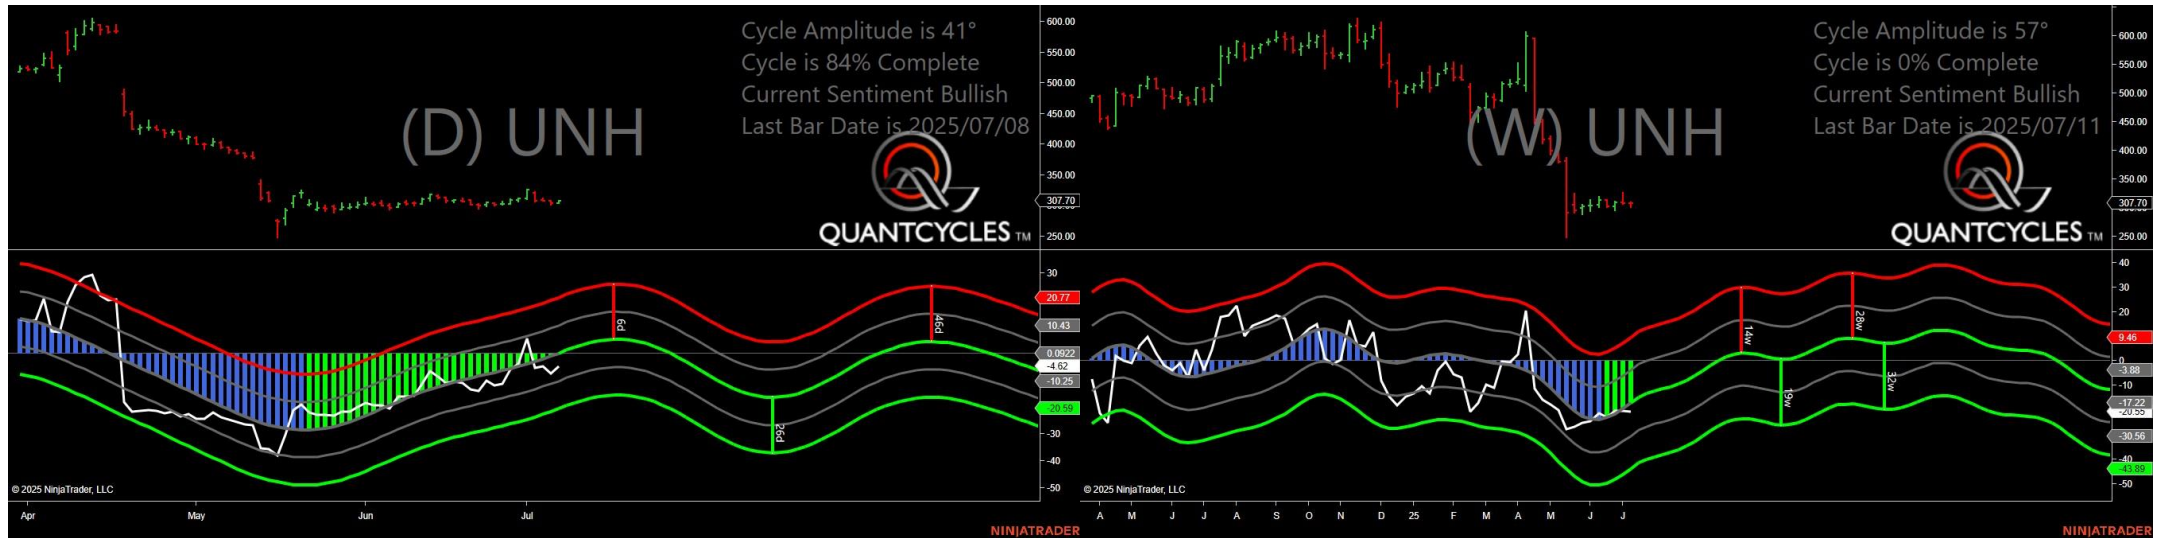 Cycle Amplitude is 41°
Cycle is 84% Complete
Current Sentiment Bullish
Last Bar Date is 2025/07/08
(D) UNH
QUANTCYCLES TM
600.00
550.00
500.00
450.00
400.00
350.00
307.70
250.00
30
20.77
10.43
0.0922
-4.62
-10.25
-20.59
-30
-40
-50
6d
26d
46d
© 2025 NinjaTrader, LLC
Apr May Jun Jul
NINJATRADER
Cycle Amplitude is 57°
Cycle is 0% Complete
Current Sentiment Bullish
Last Bar Date is 2025/07/11
(W) UNH
QUANTCYCLES TM
600.00
550.00
500.00
450.00
400.00
350.00
307.70
250.00
40
30
20
9.46
0
-3.88
-10
-17.22
-20.55
-30.56
-40
-43.89
-50
14w
19w
28w
32w
© 2025 NinjaTrader, LLC
A M J J A S O N D 25 F M A M J J
NINJATRADER